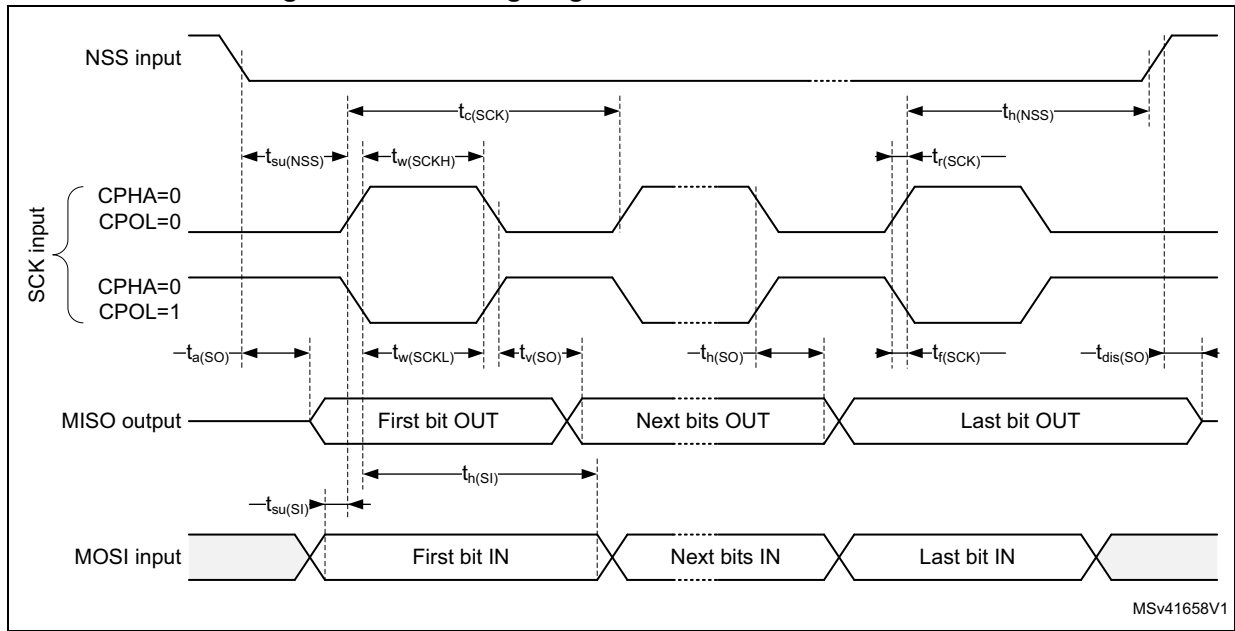 NSS input
tc(SCK)
th(NSS)
tsu(NSS)
tw(SCKH)
tr(SCK)
SCK input
CPHA=0
CPOL=0
CPHA=0
CPOL=1
ta(SO)
tw(SCKL)
tv(SO)
th(SO)
tf(SCK)
tdis(SO)
MISO output
First bit OUT
Next bits OUT
Last bit OUT
th(SI)
tsu(SI)
MOSI input
First bit IN
Next bits IN
Last bit IN
MSv41658V1